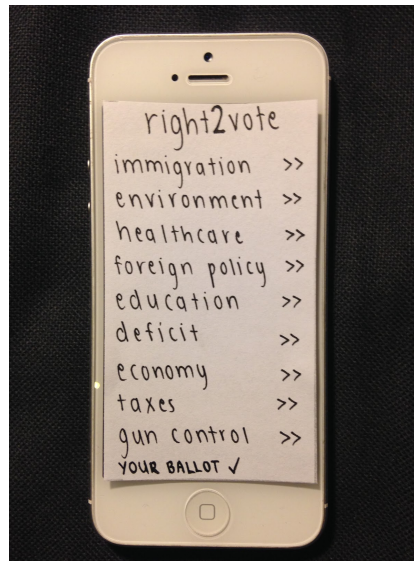 right2vote
immigration >>
environment >>
healthcare >>
foreign policy >>
education >>
deficit >>
economy >>
taxes >>
gun control >>
YOUR BALLOT ✓